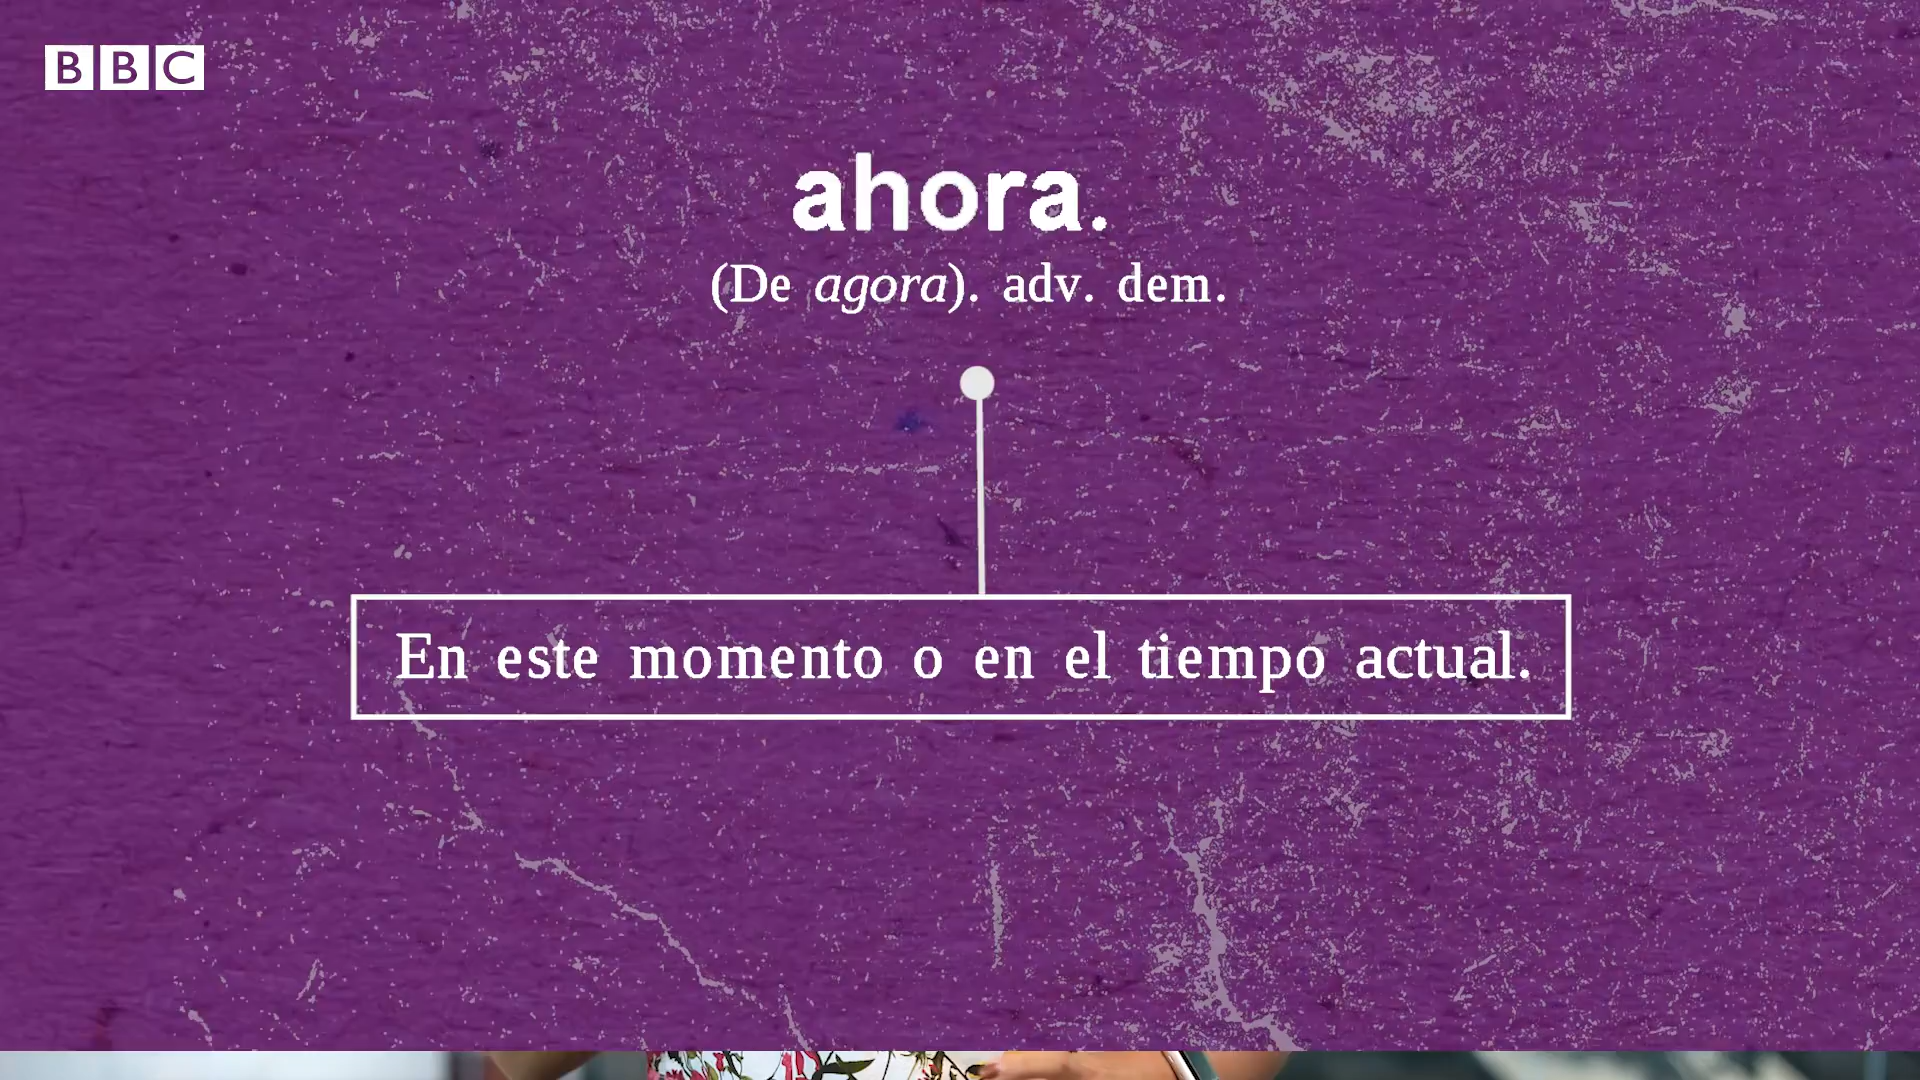 BBC
ahora.
(De agora). adv. dem.
En este momento o en el tiempo actual.